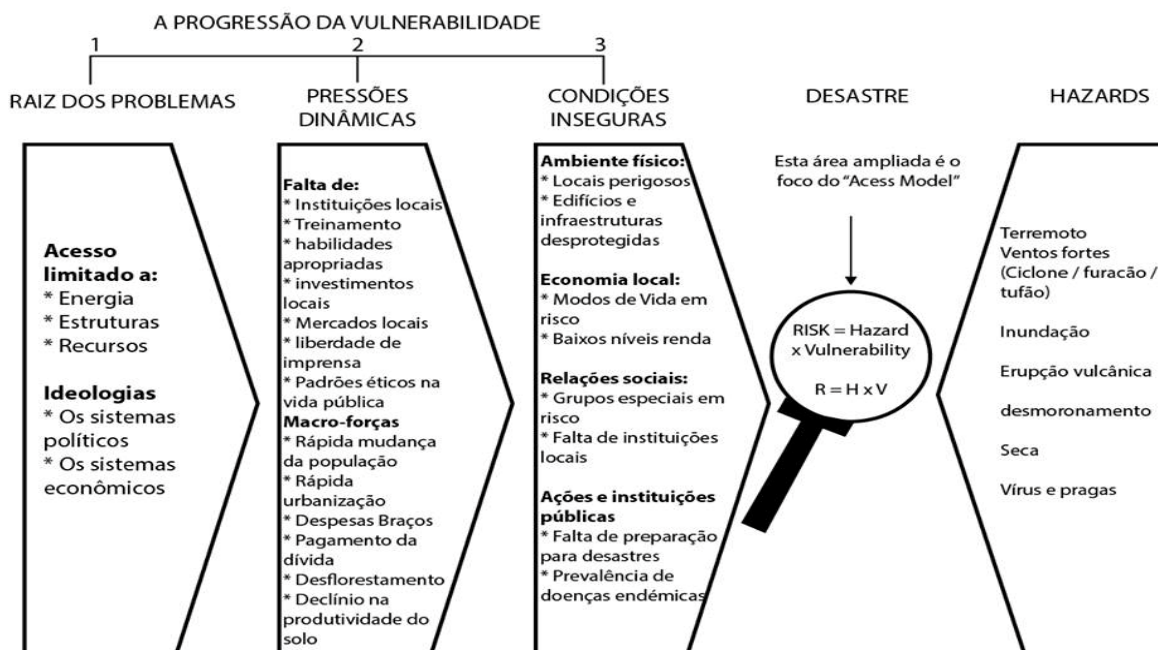 A PROGRESSÃO DA VULNERABILIDADE
1
2
3
RAIZ DOS PROBLEMAS
PRESSÕES
DINÂMICAS
CONDIÇÕES
INSEGURAS
DESASTRE
HAZARDS
Acesso
limitado a:
* Energia
* Estruturas
* Recursos
Ideologias
* Os sistemas
políticos
* Os sistemas
econômicos
Falta de:
* Instituições locais
* Treinamento
* habilidades
apropriadas
* investimentos
locais
* Mercados locais
* liberdade de
imprensa
* Padrões éticos na
vida pública
Macro-forças
* Rápida mudança
da população
* Rápida
urbanização
* Despesas Braços
* Pagamento da
dívida
* Desflorestamento
* Declínio na
produtividade do
solo
Ambiente físico:
* Locais perigosos
* Edifícios e
infraestruturas
desprotegidas
Economia local:
* Modos de Vida em
risco
* Baixos níveis renda
Relações sociais:
* Grupos especiais em
risco
* Falta de instituições
locais
Ações e instituições
públicas
* Falta de preparação
para desastres
* Prevalência de
doenças endémicas
Esta área ampliada é o
foco do “Acess Model”
RISK = Hazard
x Vulnerability
R = H x V
Terremoto
Ventos fortes
(Ciclone / furacão /
tufão)
Inundação
Erupção vulcânica
desmoronamento
Seca
Vírus e pragas